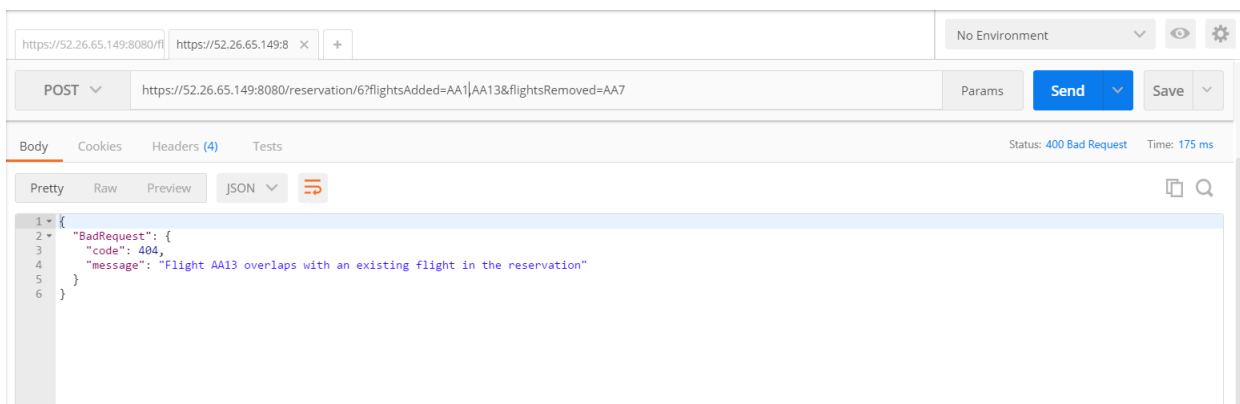 https://52.26.65.149:8080/fl https://52.26.65.149:8 × + No Environment
POST https://52.26.65.149:8080/reservation/6?flightsAdded=AA1,AA13&flightsRemoved=AA7 Params Send Save
Body Cookies Headers (4) Tests Status: 400 Bad Request Time: 175 ms
Pretty Raw Preview JSON
1 {
2 "BadRequest": {
3 "code": 404,
4 "message": "Flight AA13 overlaps with an existing flight in the reservation"
5 }
6 }